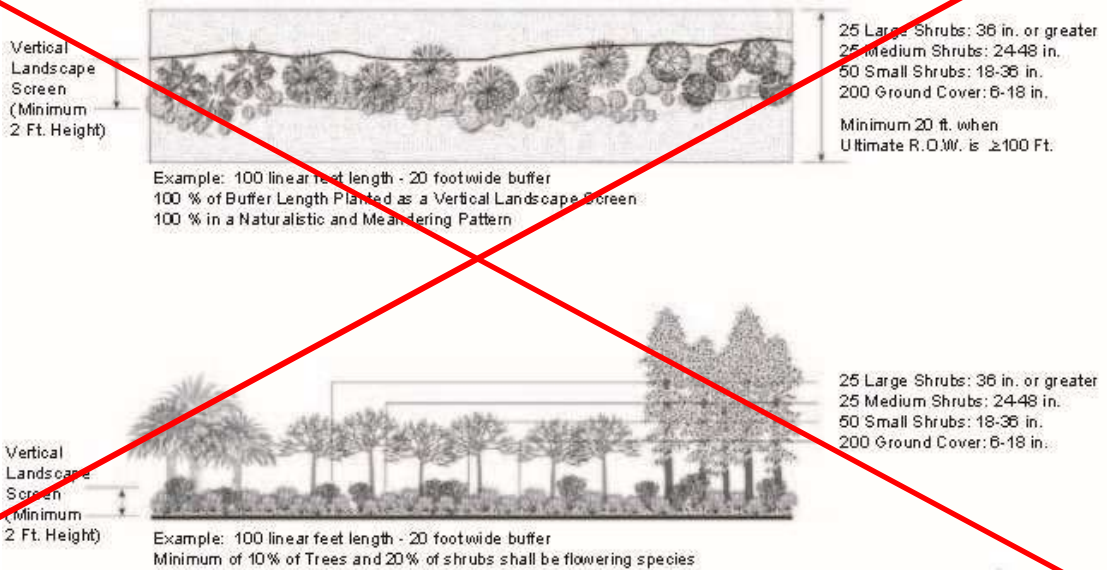 Vertical
Landscape
Screen
(Minimum
2 Ft. Height)
25 Large Shrubs: 36 in. or greater
25 Medium Shrubs: 24-48 in.
50 Small Shrubs: 18-36 in.
200 Ground Cover: 6-18 in.
Minimum 20 ft. when
Ultimate R.O.W. is ≥100 Ft.
Example: 100 linear feet length - 20 foot wide buffer
100 % of Buffer Length Planted as a Vertical Landscape Screen
100 % in a Naturalistic and Meandering Pattern
25 Large Shrubs: 36 in. or greater
25 Medium Shrubs: 24-48 in.
50 Small Shrubs: 18-36 in.
200 Ground Cover: 6-18 in.
Vertical
Landscape
Screen
(Minimum
2 Ft. Height)
Example: 100 linear feet length - 20 foot wide buffer
Minimum of 10% of Trees and 20% of shrubs shall be flowering species